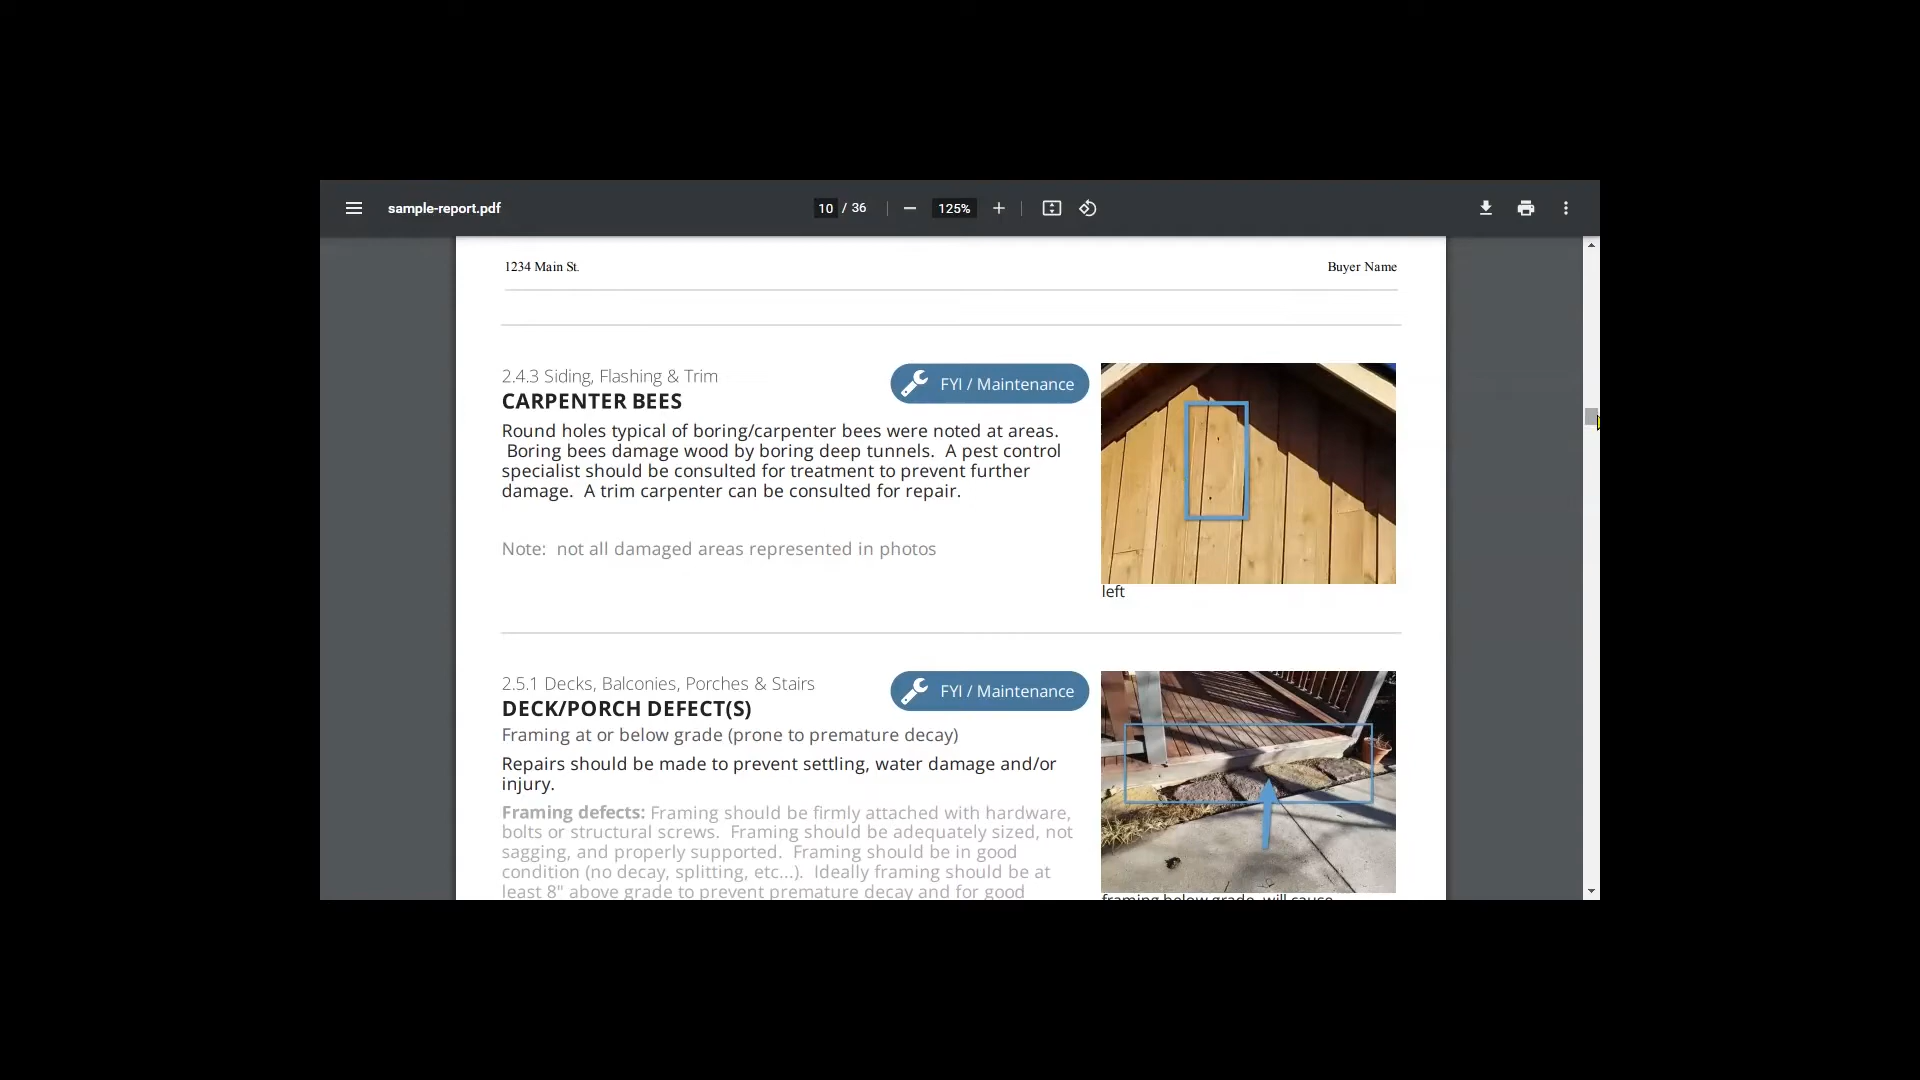 sample-report.pdf
10 / 36
125%
1234 Main St.
Buyer Name
2.4.3 Siding, Flashing & Trim
FYI / Maintenance
CARPENTER BEES
Round holes typical of boring/carpenter bees were noted at areas.
Boring bees damage wood by boring deep tunnels. A pest control
specialist should be consulted for treatment to prevent further
damage. A trim carpenter can be consulted for repair.
Note: not all damaged areas represented in photos
left
2.5.1 Decks, Balconies, Porches & Stairs
FYI / Maintenance
DECK/PORCH DEFECT(S)
Framing at or below grade (prone to premature decay)
Repairs should be made to prevent settling, water damage and/or
injury.
Framing defects: Framing should be firmly attached with hardware,
bolts or structural screws. Framing should be adequately sized, not
sagging, and properly supported. Framing should be in good
condition (no decay, splitting, etc...). Ideally framing should be at
least 8" above grade to prevent premature decay and for good
framing below grade, will cause